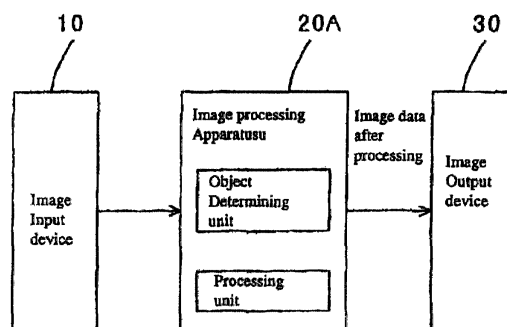 10
20A
30
Image processing
Apparatusu
Image data
after
processing
Image
Input
device
Object
Determining
unit
Image
Output
device
Processing
unit